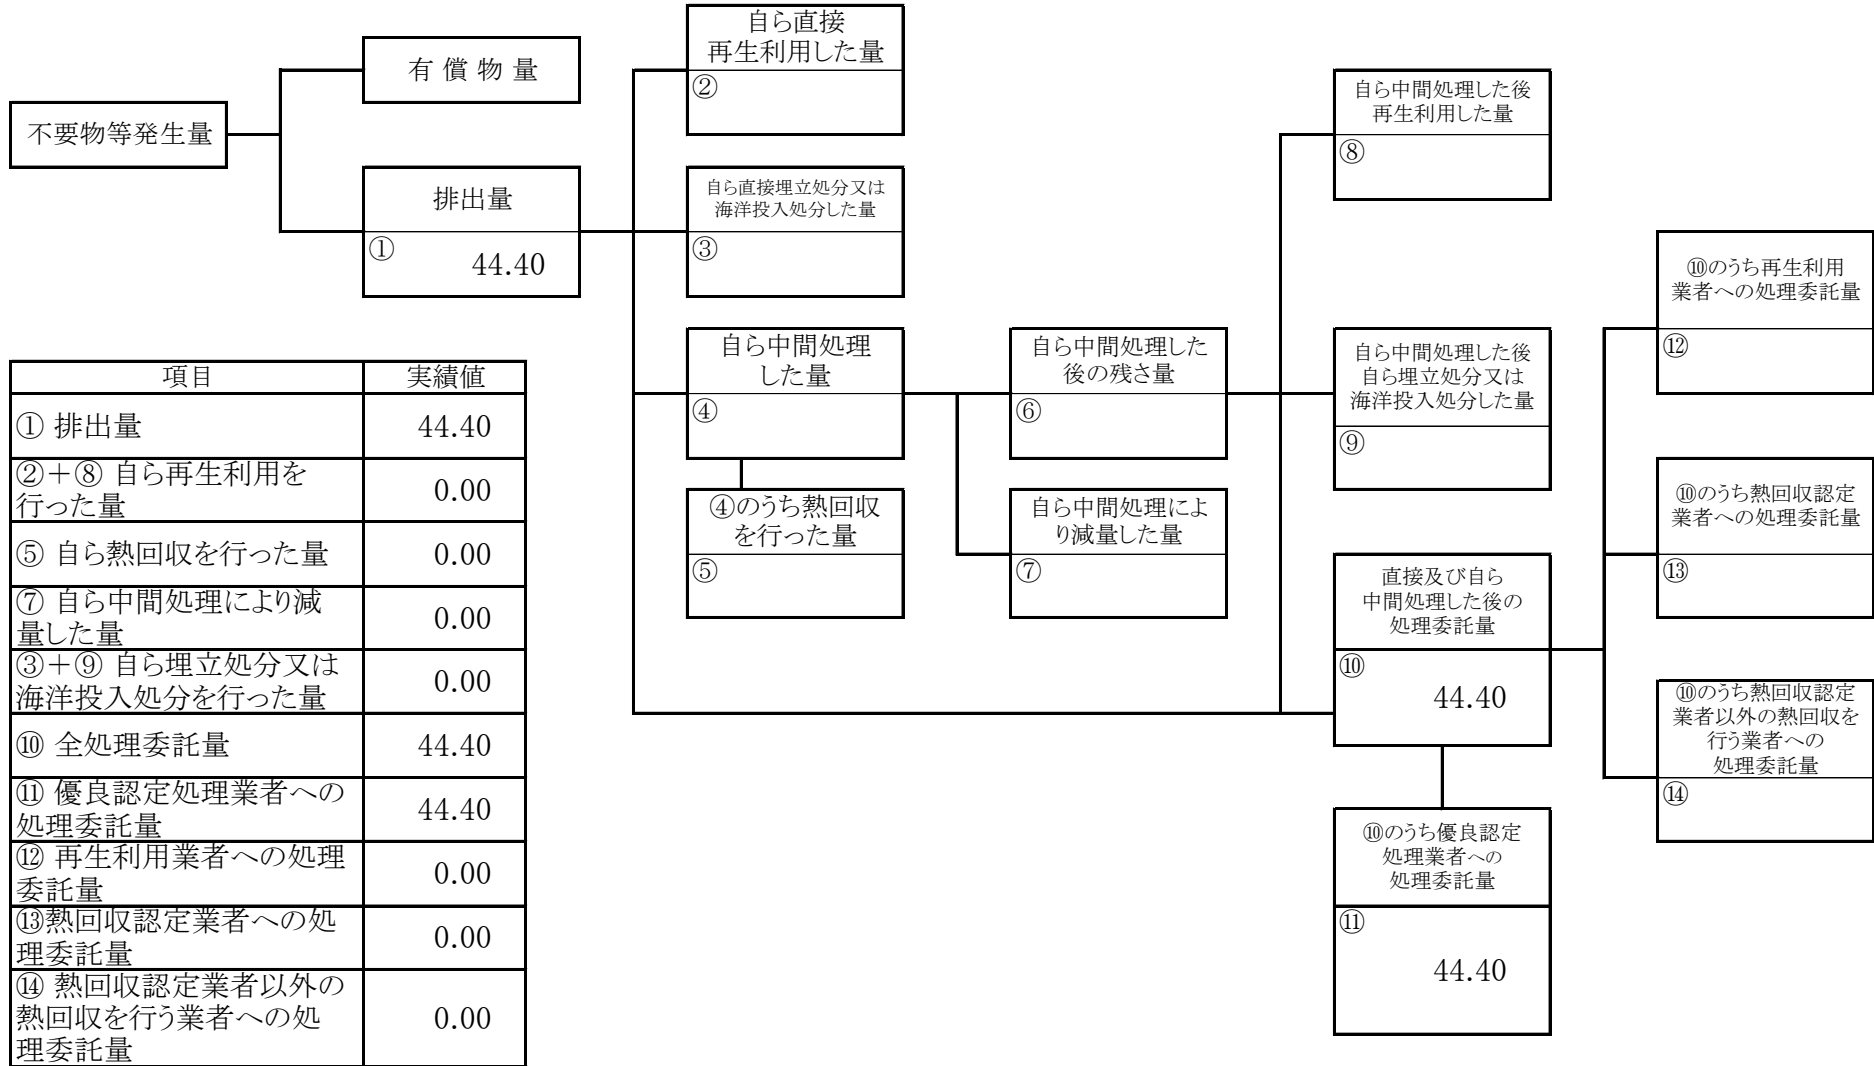 不要物等発生量
有 償 物 量
排出量
①
44.40
自ら直接
再生利用した量
②
自ら直接埋立処分又は
海洋投入処分した量
③
自ら中間処理
した量
④
④のうち熱回収
を行った量
⑤
自ら中間処理した
後の残さ量
⑥
自ら中間処理によ
り減量した量
⑦
自ら中間処理した後
再生利用した量
⑧
自ら中間処理した後
自ら埋立処分又は
海洋投入処分した量
⑨
直接及び自ら
中間処理した後の
処理委託量
⑩
44.40
⑩のうち優良認定
処理業者への
処理委託量
⑪
44.40
⑩のうち再生利用
業者への処理委託量
⑫
⑩のうち熱回収認定
業者への処理委託量
⑬
⑩のうち熱回収認定
業者以外の熱回収を
行う業者への
処理委託量
⑭
項目 実績値
① 排出量 44.40
②+⑧ 自ら再生利用を
行った量 0.00
⑤ 自ら熱回収を行った量 0.00
⑦ 自ら中間処理により減
量した量 0.00
③+⑨ 自ら埋立処分又は
海洋投入処分を行った量 0.00
⑩ 全処理委託量 44.40
⑪ 優良認定処理業者への
処理委託量 44.40
⑫ 再生利用業者への処理
委託量 0.00
⑬熱回収認定業者への処
理委託量 0.00
⑭ 熱回収認定業者以外の
熱回収を行う業者への処
理委託量 0.00